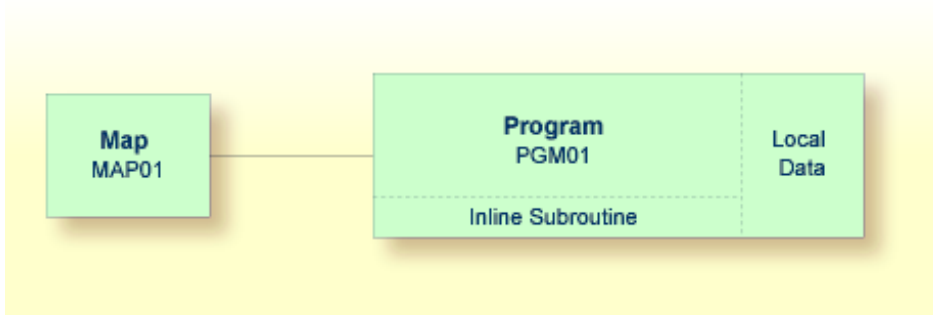 Map
MAP01
Program
PGM01
Inline Subroutine
Local
Data